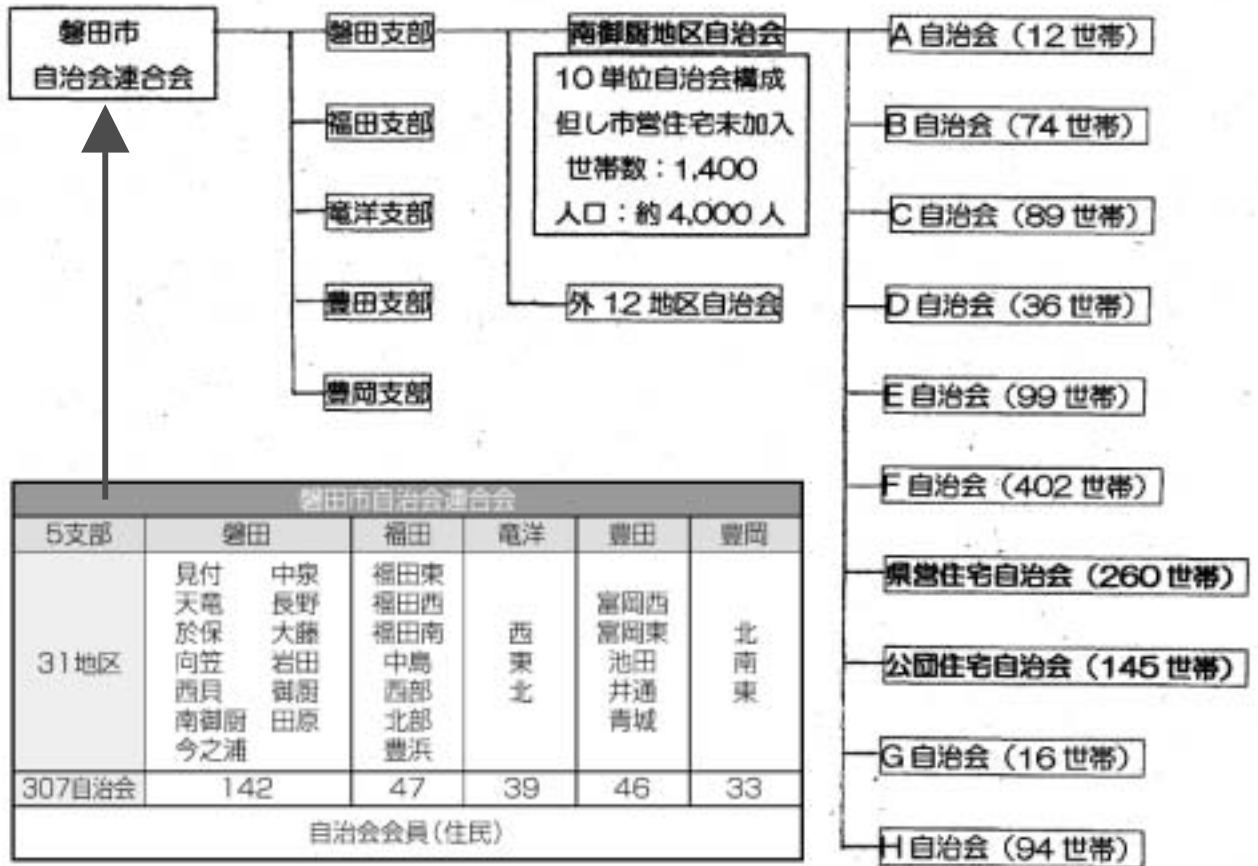 磐田市
自治会連合会
磐田支部
福田支部
竜洋支部
豊田支部
豊岡支部
南御厨地区自治会
10単位自治会構成
但し市営住宅未加入
世帯数：1,400
人口：約4,000人
外12地区自治会
A自治会（12世帯）
B自治会（74世帯）
C自治会（89世帯）
D自治会（36世帯）
E自治会（99世帯）
F自治会（402世帯）
県営住宅自治会（260世帯）
公団住宅自治会（145世帯）
G自治会（16世帯）
H自治会（94世帯）
磐田市自治会連合会
5支部 磐田 福田 竜洋 豊田 豊岡
31地区
見付 中泉
天竜 長野
於保 大藤
向笠 岩田
西貝 御厨
南御厨 田原
今之浦
福田東
福田西
福田南
中島
西部
北部
豊浜
西
東
北
富岡西
富岡東
池田
井通
青城
北
南
東
307自治会 142 47 39 46 33
自治会会員(住民)